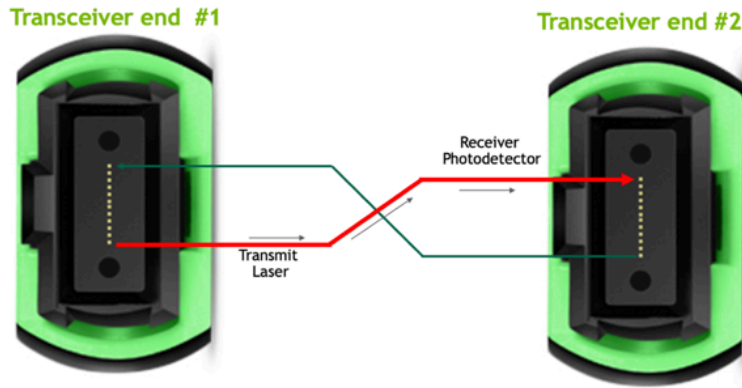 Transceiver end #1
Transceiver end #2
Receiver
Photodetector
Transmit
Laser